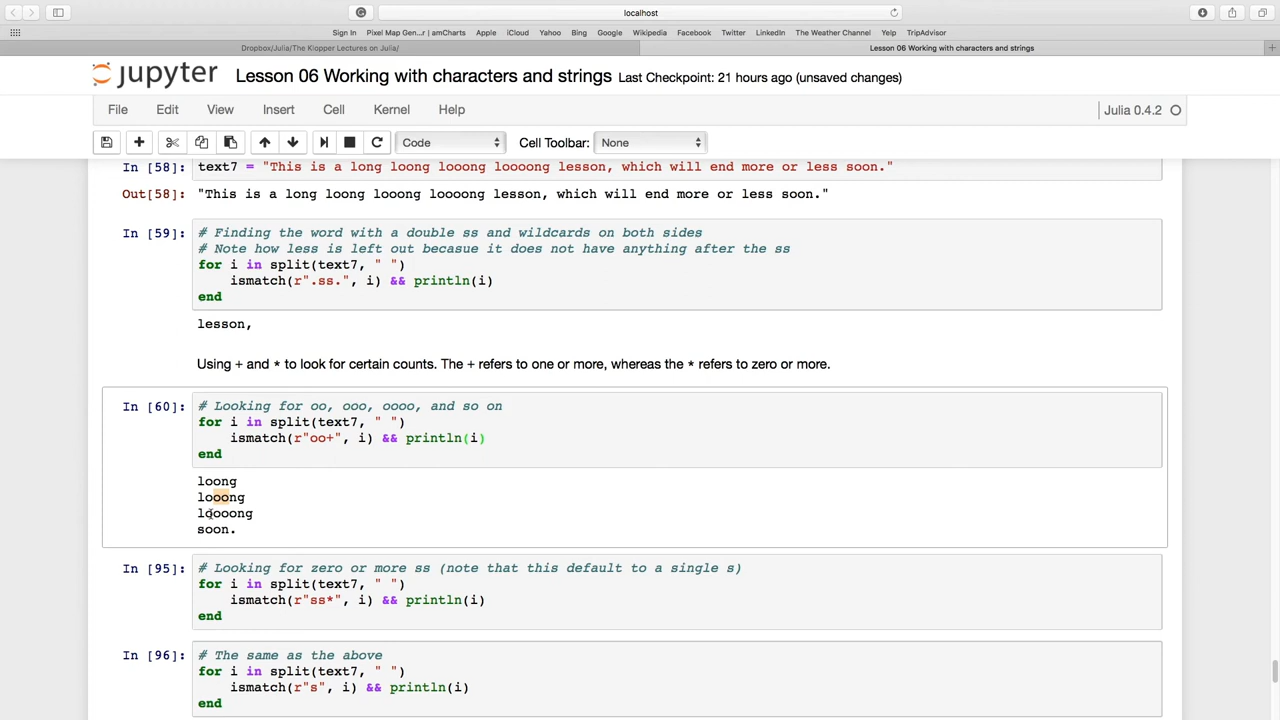 localhost
Sign In Pixel Map Gen...r | amCharts Apple iCloud Yahoo Bing Google Wikipedia Facebook Twitter LinkedIn The Weather Channel Yelp TripAdvisor
Dropbox/Julia/The Klopper Lectures on Julia/ Lesson 06 Working with characters and strings
jupyter Lesson 06 Working with characters and strings Last Checkpoint: 21 hours ago (unsaved changes)
File Edit View Insert Cell Kernel Help Julia 0.4.2
Code Cell Toolbar: None
In [58]: text7 = "This is a long loong looong loooong lesson, which will end more or less soon."
Out[58]: "This is a long loong looong loooong lesson, which will end more or less soon."
In [59]: # Finding the word with a double ss and wildcards on both sides
# Note how less is left out becasue it does not have anything after the ss
for i in split(text7, " ")
ismatch(r".ss.", i) && println(i)
end
lesson,
Using + and * to look for certain counts. The + refers to one or more, whereas the * refers to zero or more.
In [60]: # Looking for oo, ooo, oooo, and so on
for i in split(text7, " ")
ismatch(r"oo+", i) && println(i)
end
loong
looong
loooong
soon.
In [95]: # Looking for zero or more ss (note that this default to a single s)
for i in split(text7, " ")
ismatch(r"ss*", i) && println(i)
end
In [96]: # The same as the above
for i in split(text7, " ")
ismatch(r"s", i) && println(i)
end